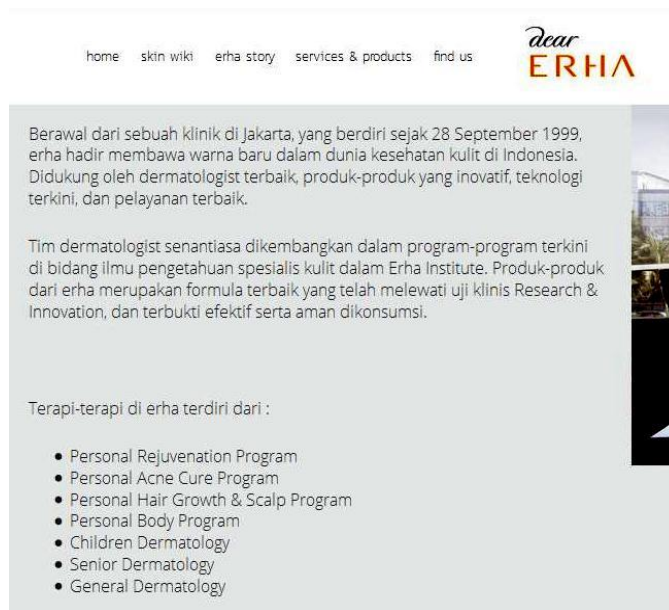 home skin wiki erha story services & products find us
dear
ERHA
Berawal dari sebuah klinik di Jakarta, yang berdiri sejak 28 September 1999,
erha hadir membawa warna baru dalam dunia kesehatan kulit di Indonesia.
Didukung oleh dermatologist terbaik, produk-produk yang inovatif, teknologi
terkini, dan pelayanan terbaik.
Tim dermatologist senantiasa dikembangkan dalam program-program terkini
di bidang ilmu pengetahuan spesialis kulit dalam Erha Institute. Produk-produk
dari erha merupakan formula terbaik yang telah melewati uji klinis Research &
Innovation, dan terbukti efektif serta aman dikonsumsi.
Terapi-terapi di erha terdiri dari :
• Personal Rejuvenation Program
• Personal Acne Cure Program
• Personal Hair Growth & Scalp Program
• Personal Body Program
• Children Dermatology
• Senior Dermatology
• General Dermatology